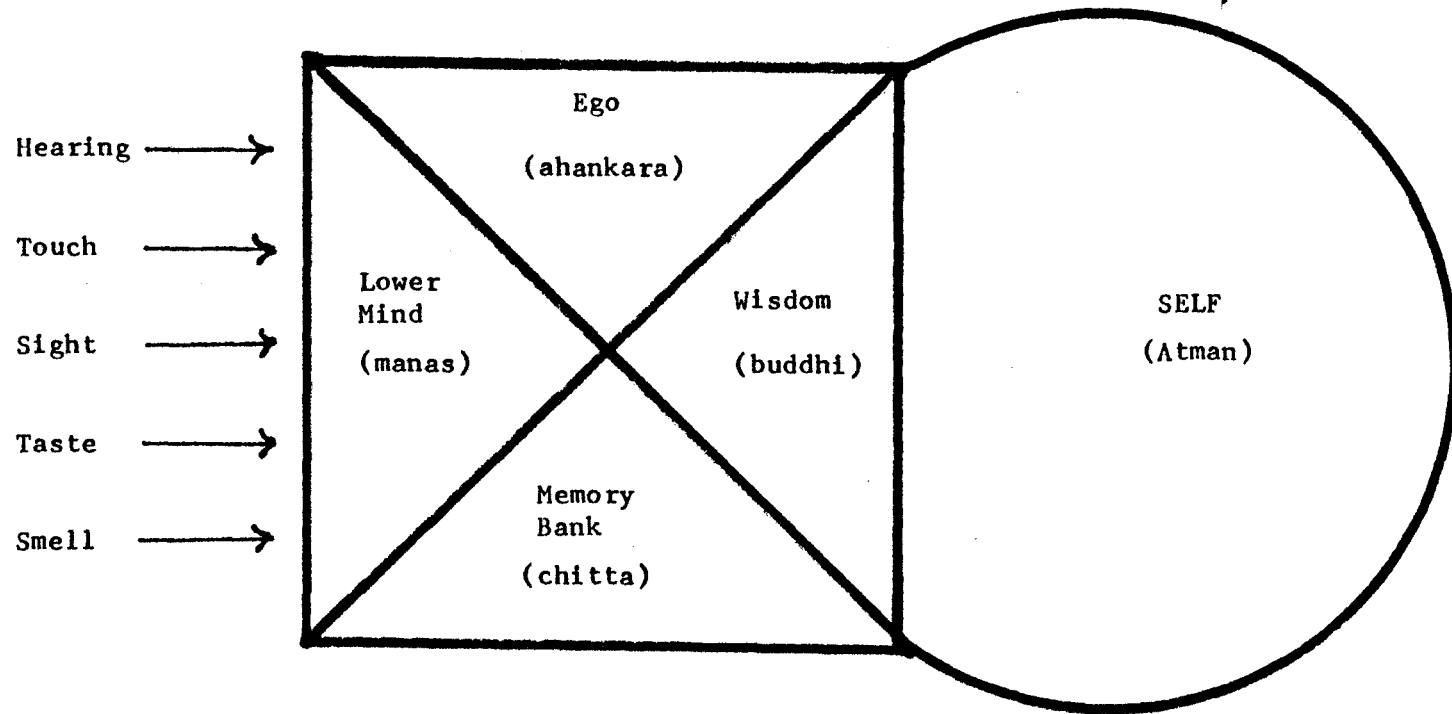 Hearing
Touch
Sight
Taste
Smell
Ego
(ahankara)
Lower
Mind
(manas)
Wisdom
(buddhi)
Memory
Bank
(chitta)
SELF
(Atman)